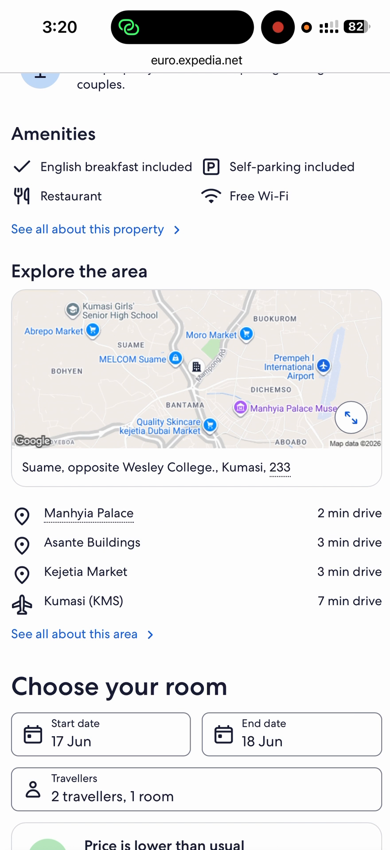 3:20
82
euro.expedia.net
couples.
Amenities
English breakfast included
Self-parking included
Restaurant
Free Wi-Fi
See all about this property
Explore the area
Kumasi Girls'
Senior High School
BUOKUROM
Abrepo Market
Moro Market
SUAME
MELCOM Suame
Prempeh I
International
Airport
BOHYEN
Mampong Rd
DICHEMSO
BANTAMA
Manhyia Palace Muse
Quality Skincare
kejetia Dubai Market
ABOABO
Google
Map data ©2026
Suame, opposite Wesley College., Kumasi, 233
Manhyia Palace 2 min drive
Asante Buildings 3 min drive
Kejetia Market 3 min drive
Kumasi (KMS) 7 min drive
See all about this area
Choose your room
Start date
17 Jun
End date
18 Jun
Travellers
2 travellers, 1 room
Price is lower than usual